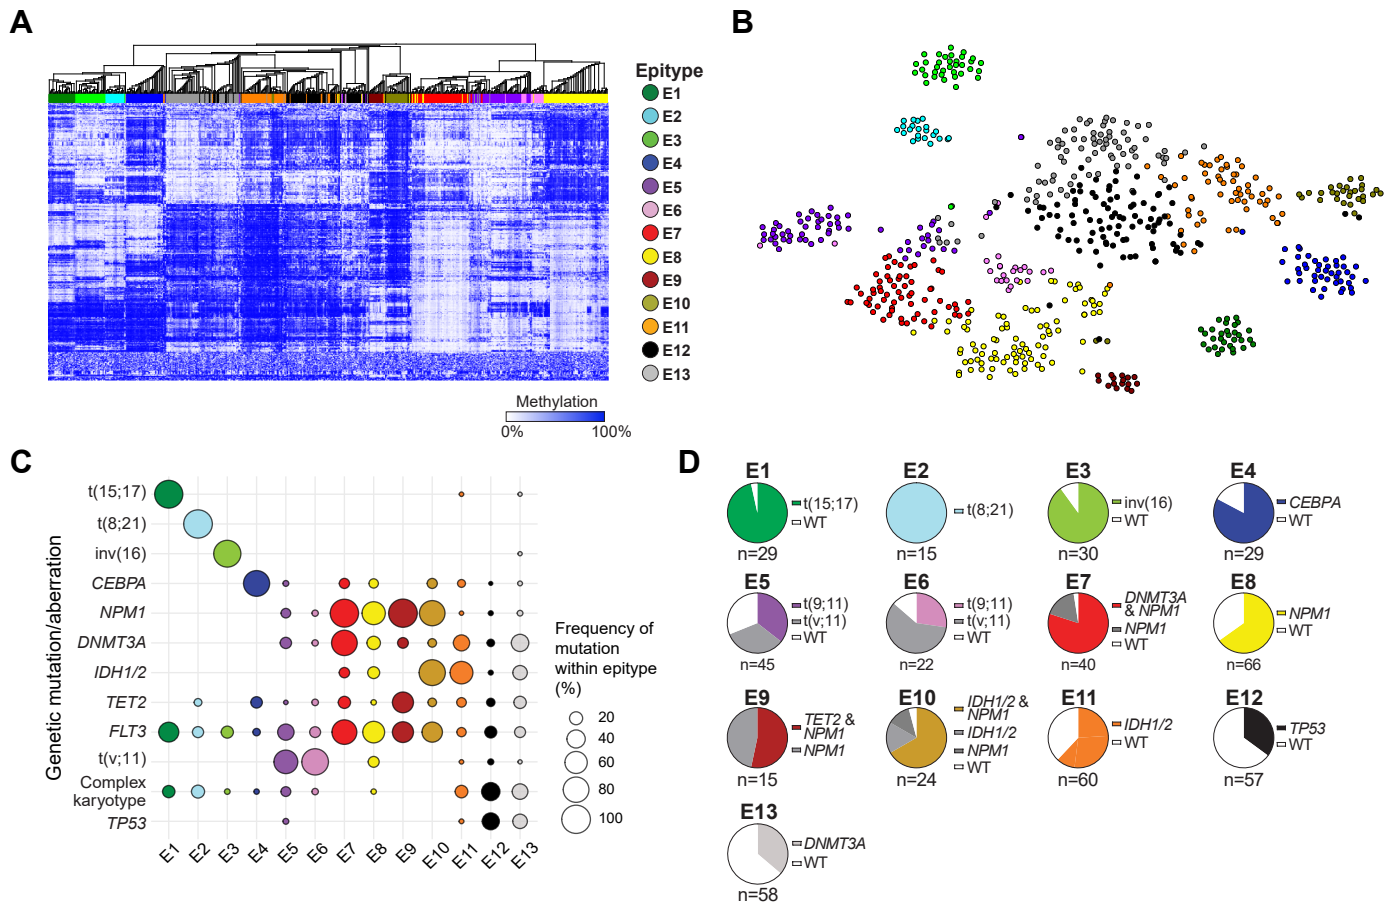 A
Epitype
E1
E2
E3
E4
E5
E6
E7
E8
E9
E10
E11
E12
E13
Methylation
0%
100%
B
C
Genetic mutation/aberration
t(15;17)
t(8;21)
inv(16)
CEBPA
NPM1
DNMT3A
IDH1/2
TET2
FLT3
t(v;11)
Complex
karyotype
TP53
E1
E2
E3
E4
E5
E6
E7
E8
E9
E10
E11
E12
E13
Frequency of
mutation
within epitype
(%)
20
40
60
80
100
D
E1
t(15;17)
WT
n=29
E2
t(8;21)
n=15
E3
inv(16)
WT
n=30
E4
CEBPA
WT
n=29
E5
t(9;11)
t(v;11)
WT
n=45
E6
t(9;11)
t(v;11)
WT
n=22
E7
DNMT3A
& NPM1
NPM1
WT
n=40
E8
NPM1
WT
n=66
E9
TET2 &
NPM1
NPM1
n=15
E10
IDH1/2 &
NPM1
IDH1/2
NPM1
WT
n=24
E11
IDH1/2
WT
n=60
E12
TP53
WT
n=57
E13
DNMT3A
WT
n=58